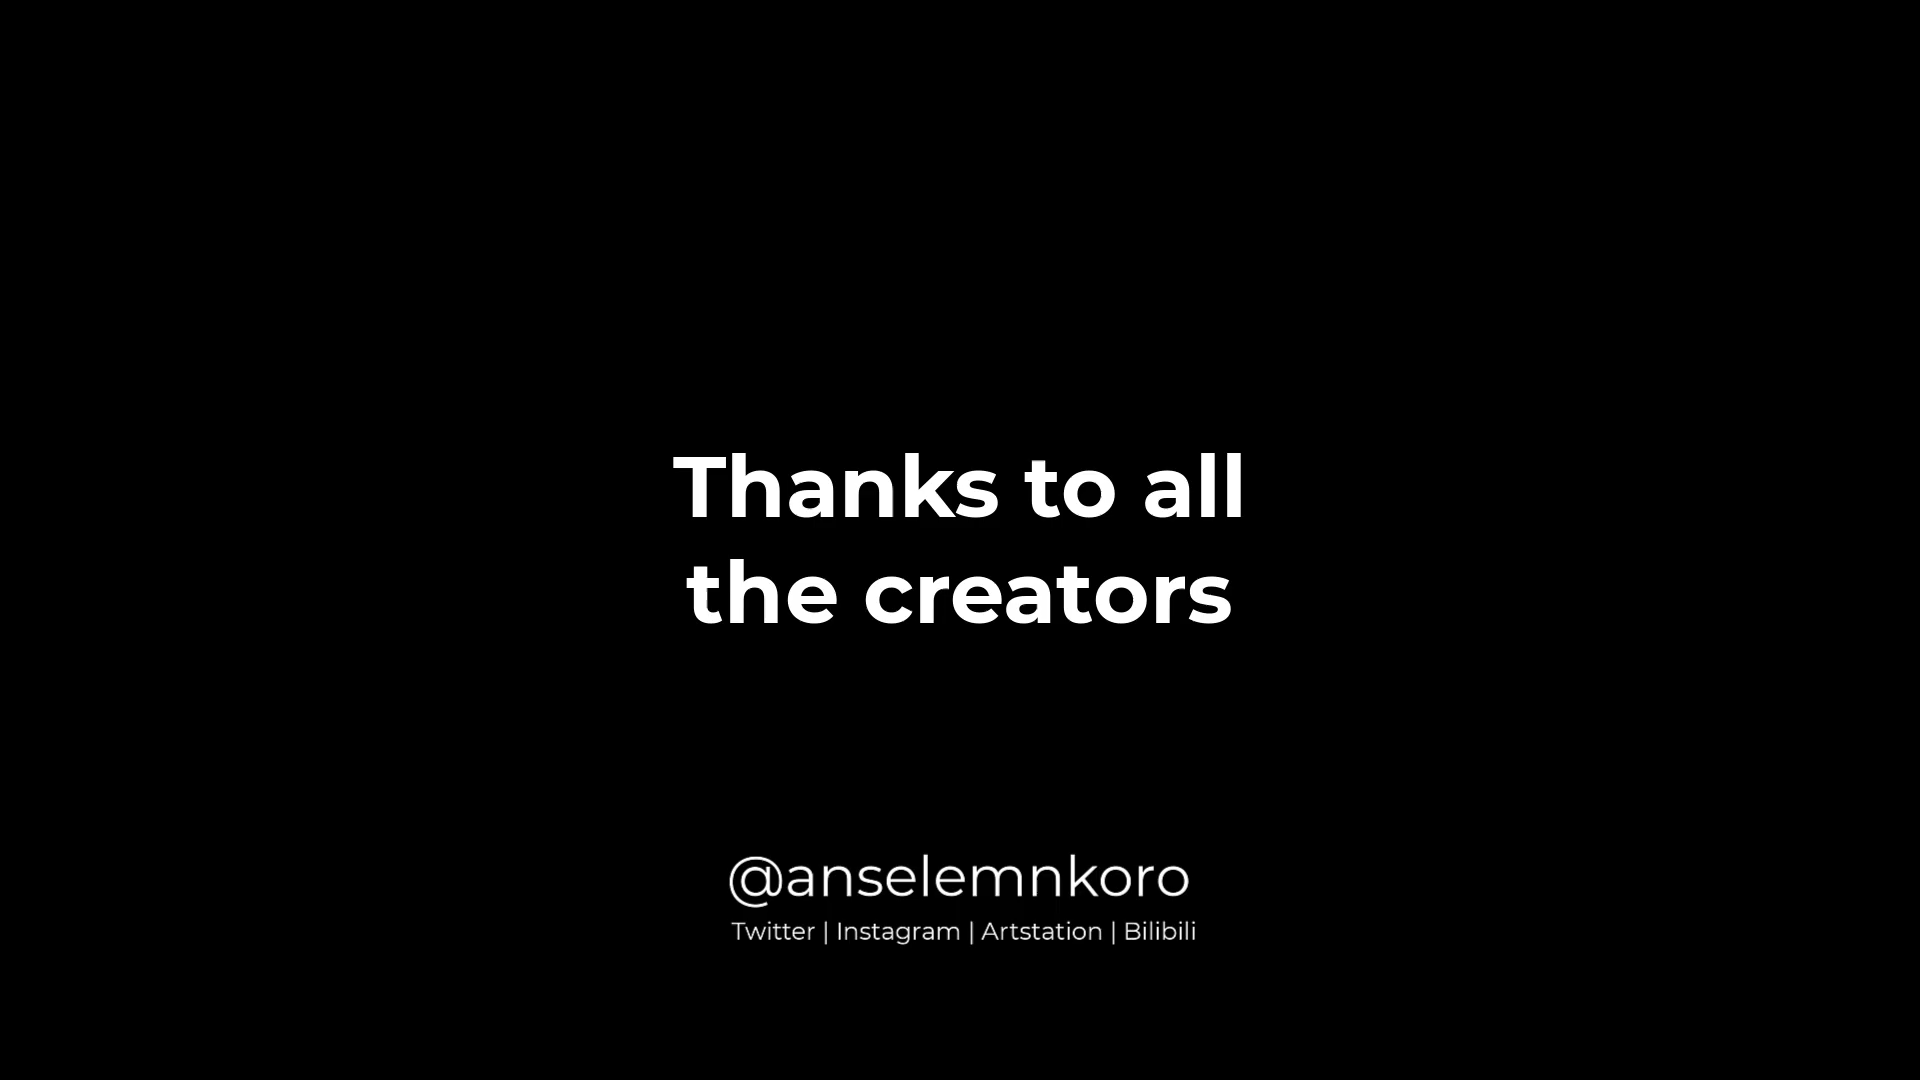 Thanks to all
the creators
@anselemnkoro
Twitter | Instagram | Artstation | Bilibili